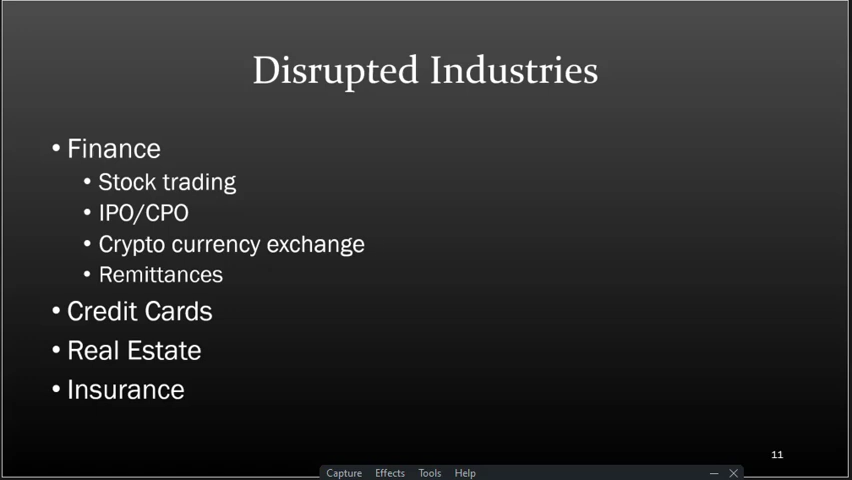 Disrupted Industries
• Finance
• Stock trading
• IPO/CPO
• Crypto currency exchange
• Remittances
• Credit Cards
• Real Estate
• Insurance
11
Capture Effects Tools Help